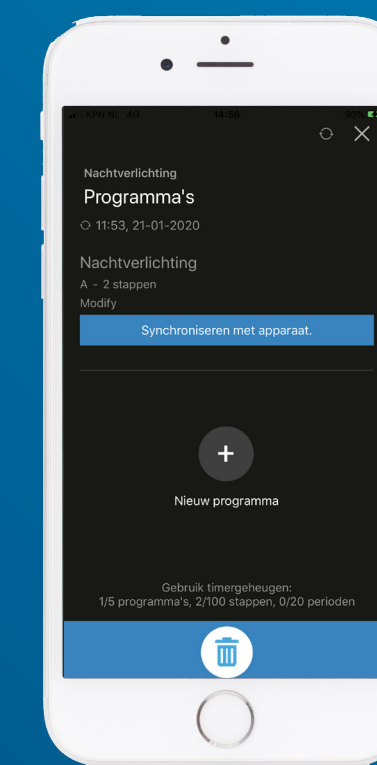 KPN NL 4G 14:56 90%
Nachtverlichting
Programma's
11:53, 21-01-2020
Nachtverlichting
A - 2 stappen
Modify
Synchroniseren met apparaat.
+
Nieuw programma
Gebruik timergeheugen:
1/5 programma's, 2/100 stappen, 0/20 perioden